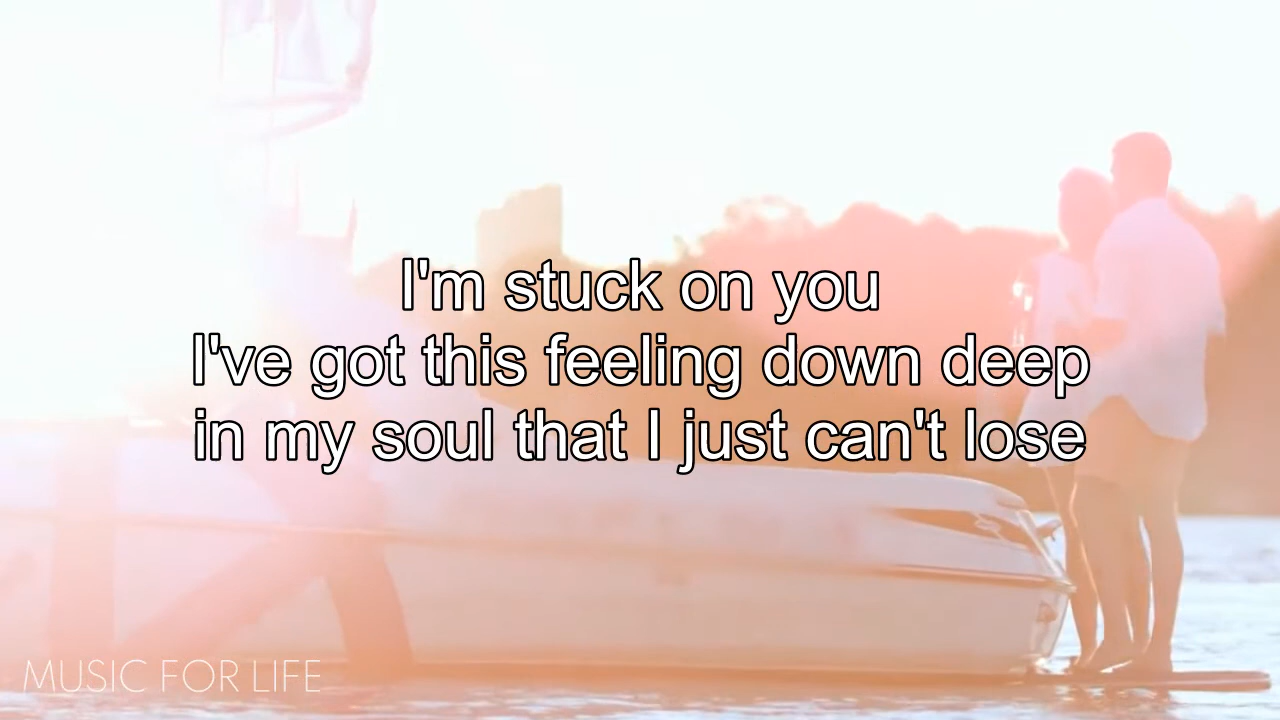 I'm stuck on you
I've got this feeling down deep
in my soul that I just can't lose
MUSIC FOR LIFE